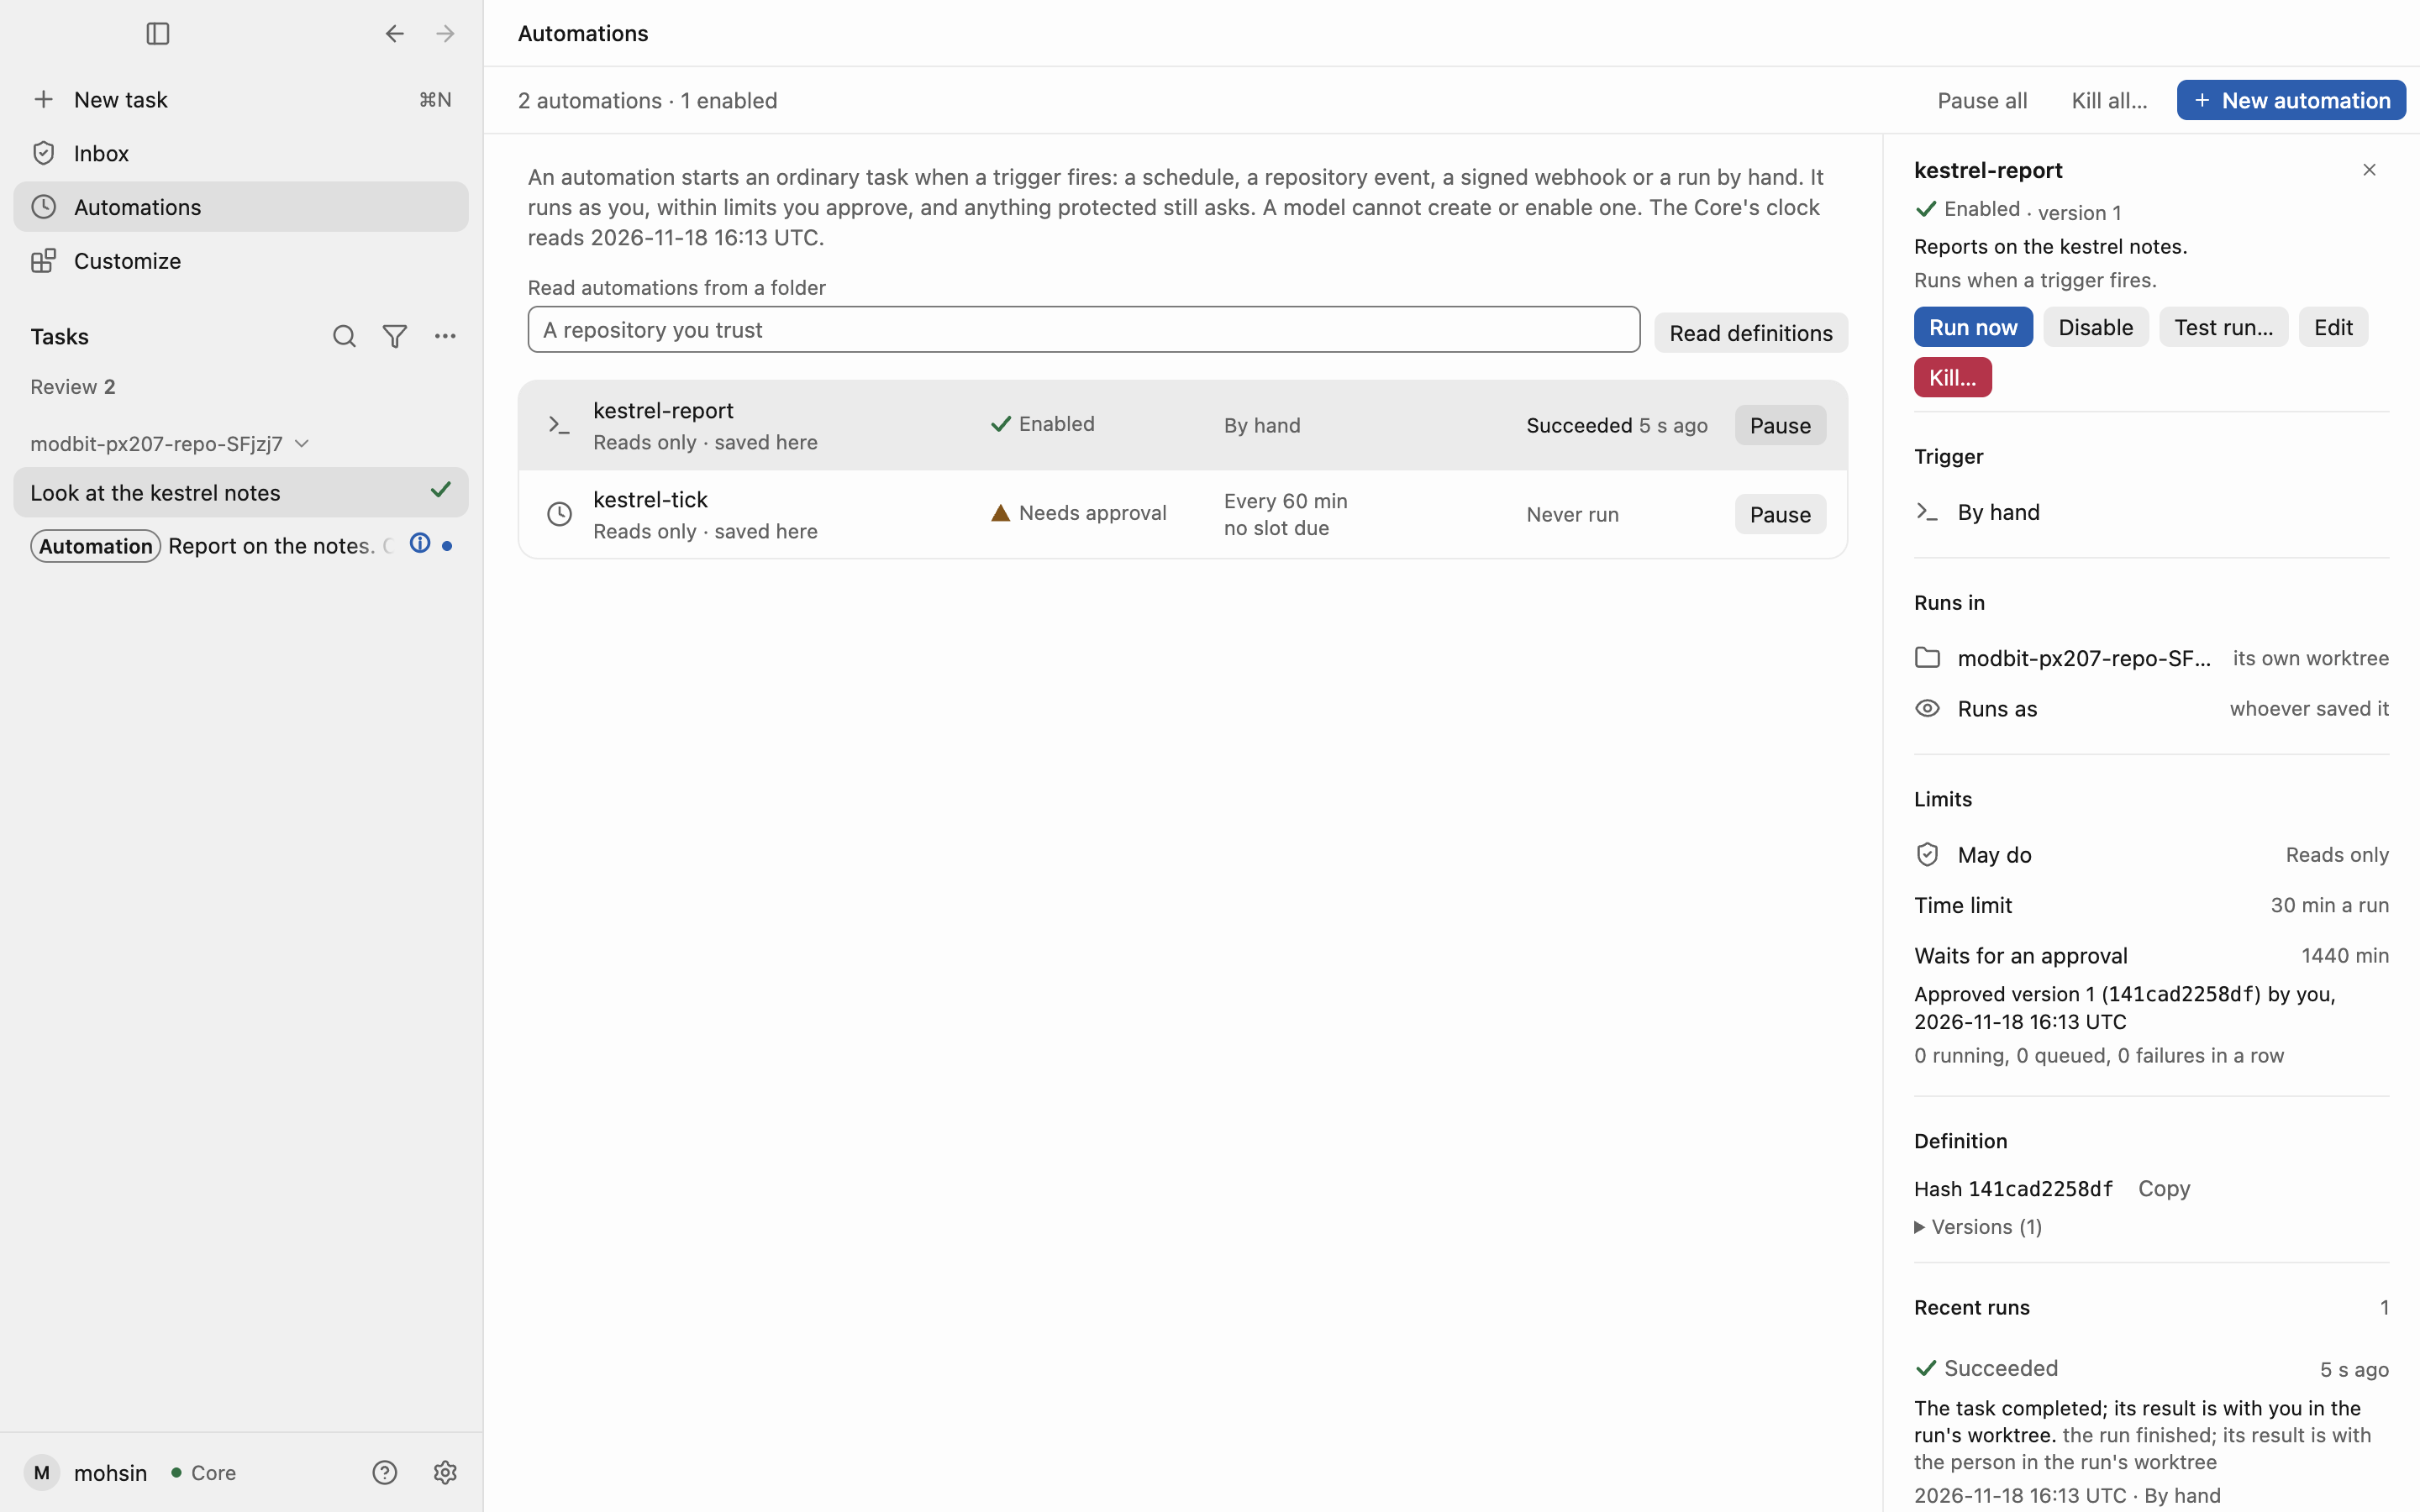 New task ⌘N
Inbox
Automations
Customize
Tasks
Review 2
modbit-px207-repo-SFjzj7
Look at the kestrel notes
Automation Report on the notes.
M mohsin Core
Automations
2 automations · 1 enabled
Pause all
Kill all...
+ New automation
An automation starts an ordinary task when a trigger fires: a schedule, a repository event, a signed webhook or a run by hand. It
runs as you, within limits you approve, and anything protected still asks. A model cannot create or enable one. The Core's clock
reads 2026-11-18 16:13 UTC.
Read automations from a folder
A repository you trust
Read definitions
kestrel-report
Reads only · saved here
Enabled
By hand
Succeeded 5 s ago
Pause
kestrel-tick
Reads only · saved here
Needs approval
Every 60 min
no slot due
Never run
Pause
kestrel-report
Enabled · version 1
Reports on the kestrel notes.
Runs when a trigger fires.
Run now
Disable
Test run...
Edit
Kill...
Trigger
By hand
Runs in
modbit-px207-repo-SF... its own worktree
Runs as whoever saved it
Limits
May do Reads only
Time limit 30 min a run
Waits for an approval 1440 min
Approved version 1 (141cad2258df) by you,
2026-11-18 16:13 UTC
0 running, 0 queued, 0 failures in a row
Definition
Hash 141cad2258df Copy
Versions (1)
Recent runs 1
Succeeded 5 s ago
The task completed; its result is with you in the
run's worktree. the run finished; its result is with
the person in the run's worktree
2026-11-18 16:13 UTC · By hand